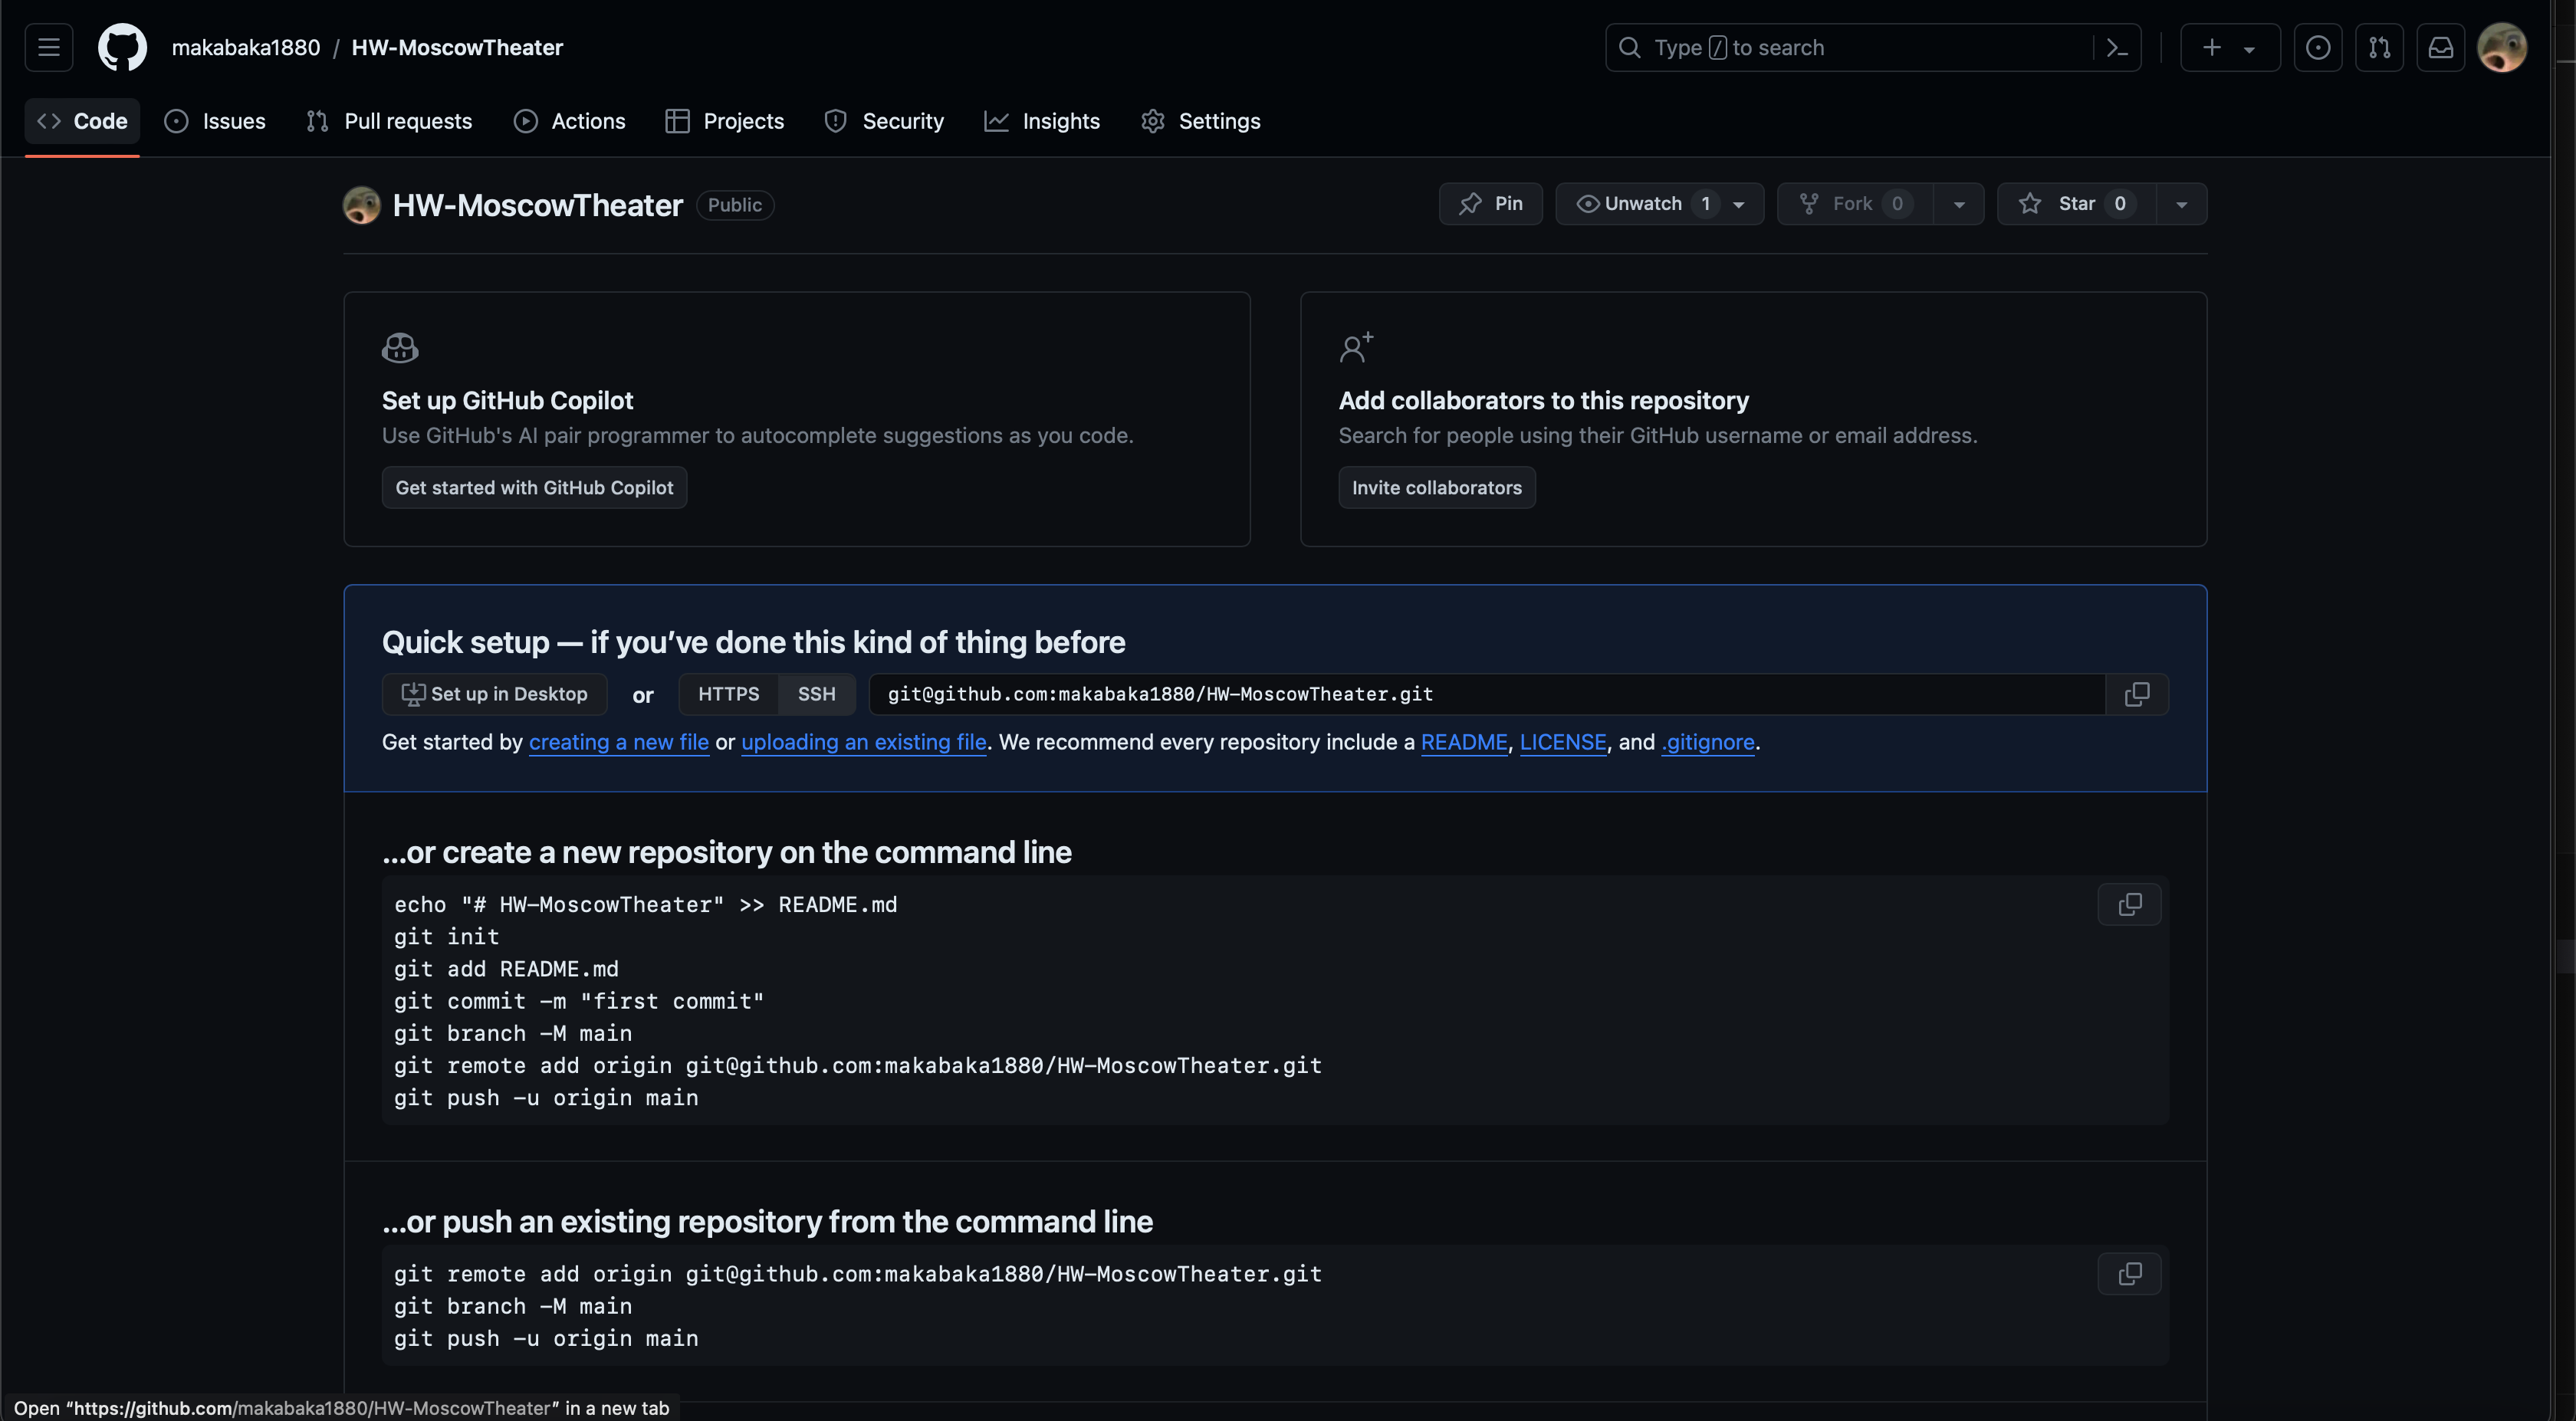 makabaka1880 / HW-MoscowTheater
Type / to search
Code
Issues
Pull requests
Actions
Projects
Security
Insights
Settings
HW-MoscowTheater Public
Pin
Unwatch 1
Fork 0
Star 0
Set up GitHub Copilot
Use GitHub's AI pair programmer to autocomplete suggestions as you code.
Get started with GitHub Copilot
Add collaborators to this repository
Search for people using their GitHub username or email address.
Invite collaborators
Quick setup — if you’ve done this kind of thing before
Set up in Desktop or HTTPS SSH git@github.com:makabaka1880/HW-MoscowTheater.git
Get started by creating a new file or uploading an existing file. We recommend every repository include a README, LICENSE, and .gitignore.
…or create a new repository on the command line
echo "# HW-MoscowTheater" >> README.md
git init
git add README.md
git commit -m "first commit"
git branch -M main
git remote add origin git@github.com:makabaka1880/HW-MoscowTheater.git
git push -u origin main
…or push an existing repository from the command line
git remote add origin git@github.com:makabaka1880/HW-MoscowTheater.git
git branch -M main
git push -u origin main
Open “https://github.com/makabaka1880/HW-MoscowTheater” in a new tab